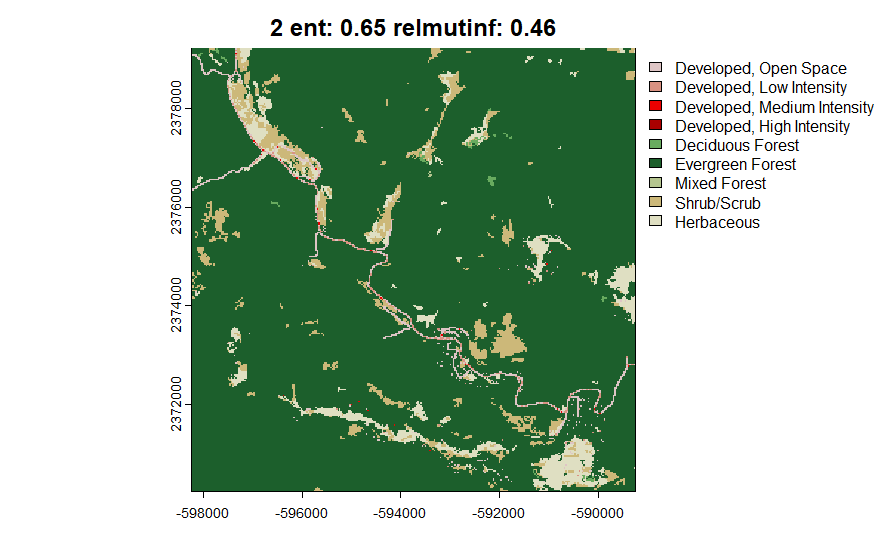 2 ent: 0.65 relmutinf: 0.46
Developed, Open Space
Developed, Low Intensity
Developed, Medium Intensity
Developed, High Intensity
Deciduous Forest
Evergreen Forest
Mixed Forest
Shrub/Scrub
Herbaceous
2378000
2376000
2374000
2372000
-598000
-596000
-594000
-592000
-590000